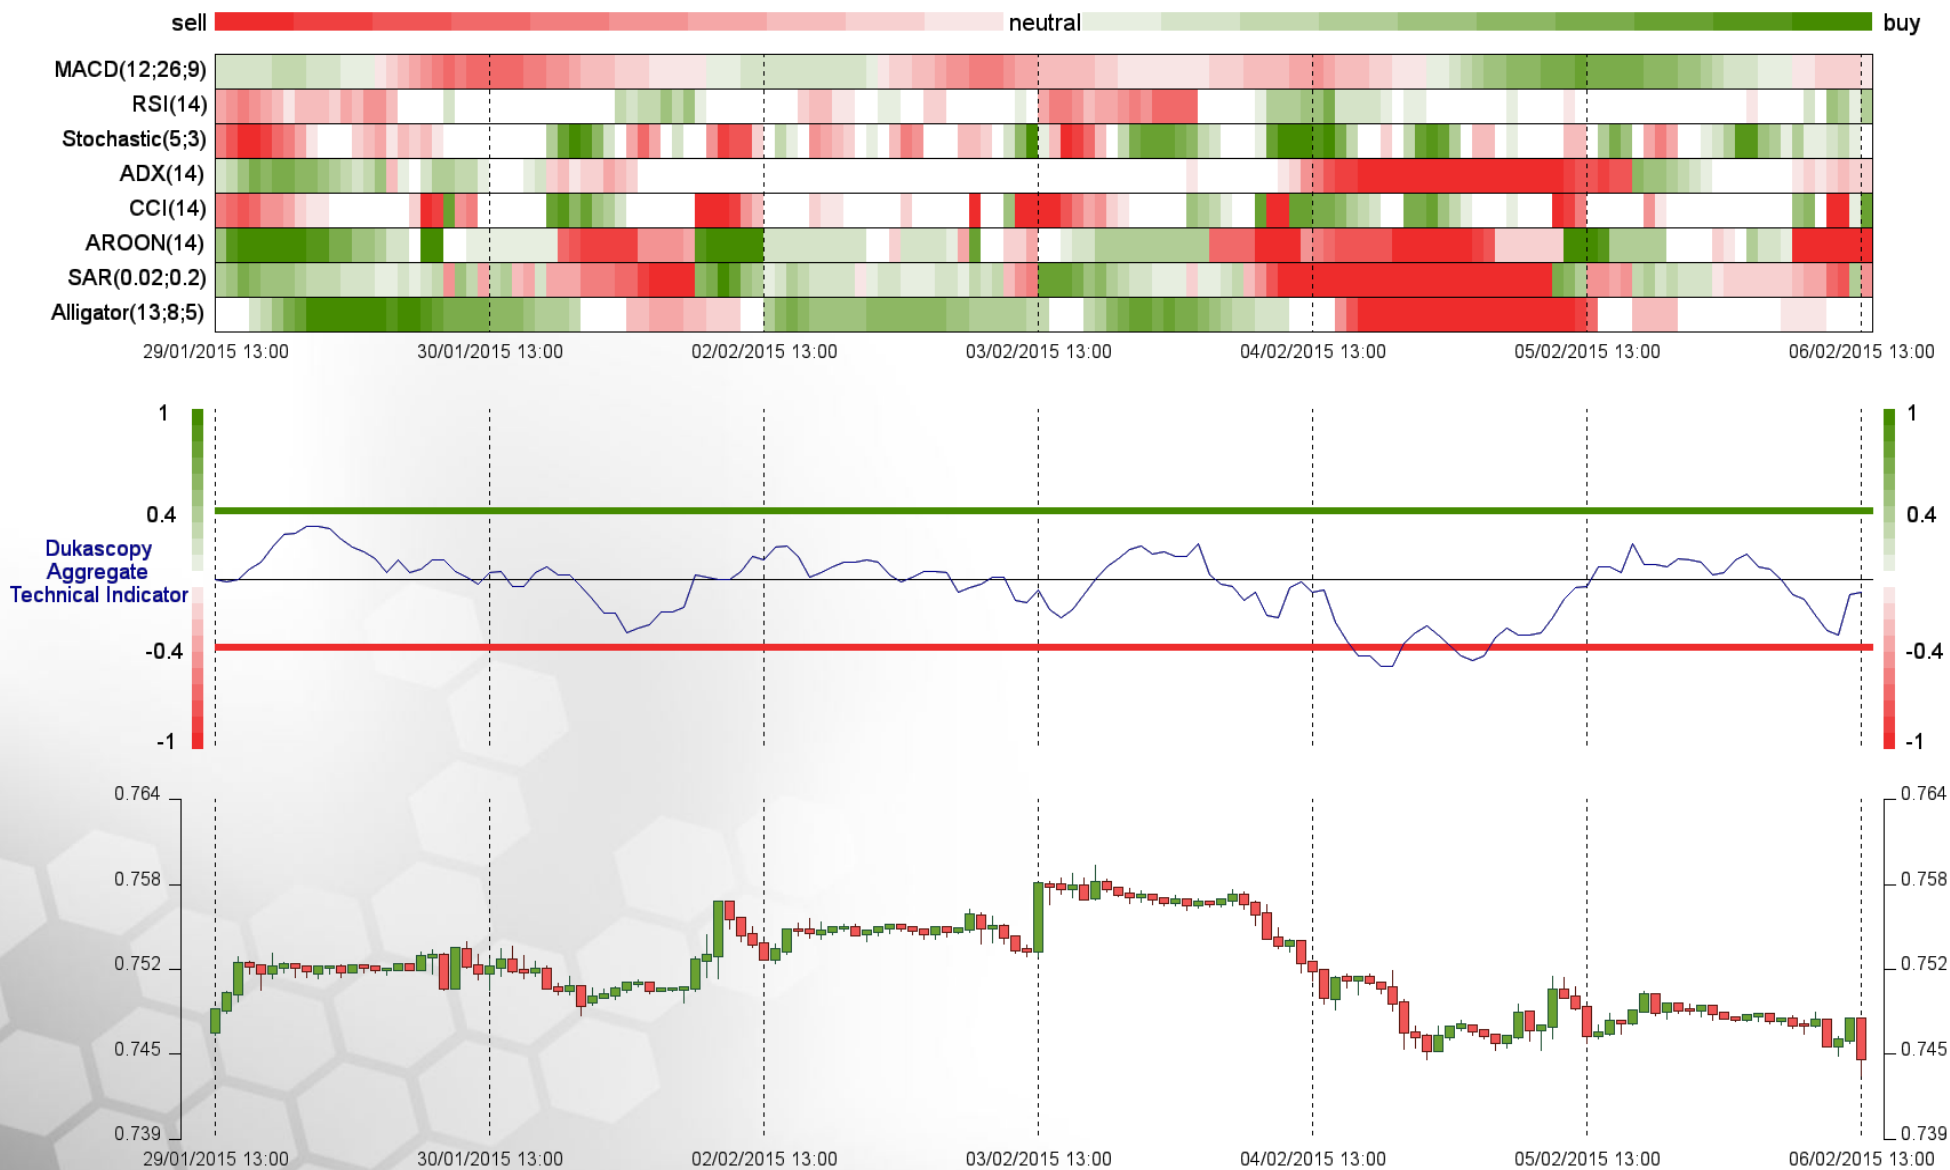 sell neutral buy
MACD(12;26;9)
RSI(14)
Stochastic(5;3)
ADX(14)
CCI(14)
AROON(14)
SAR(0.02;0.2)
Alligator(13;8;5)
29/01/2015 13:00 30/01/2015 13:00 02/02/2015 13:00 03/02/2015 13:00 04/02/2015 13:00 05/02/2015 13:00 06/02/2015 13:00
1 1
0.4 0.4
Dukascopy
Aggregate
Technical Indicator
-0.4 -0.4
-1 -1
0.764 0.764
0.758 0.758
0.752 0.752
0.745 0.745
0.739 0.739
29/01/2015 13:00 30/01/2015 13:00 02/02/2015 13:00 03/02/2015 13:00 04/02/2015 13:00 05/02/2015 13:00 06/02/2015 13:00